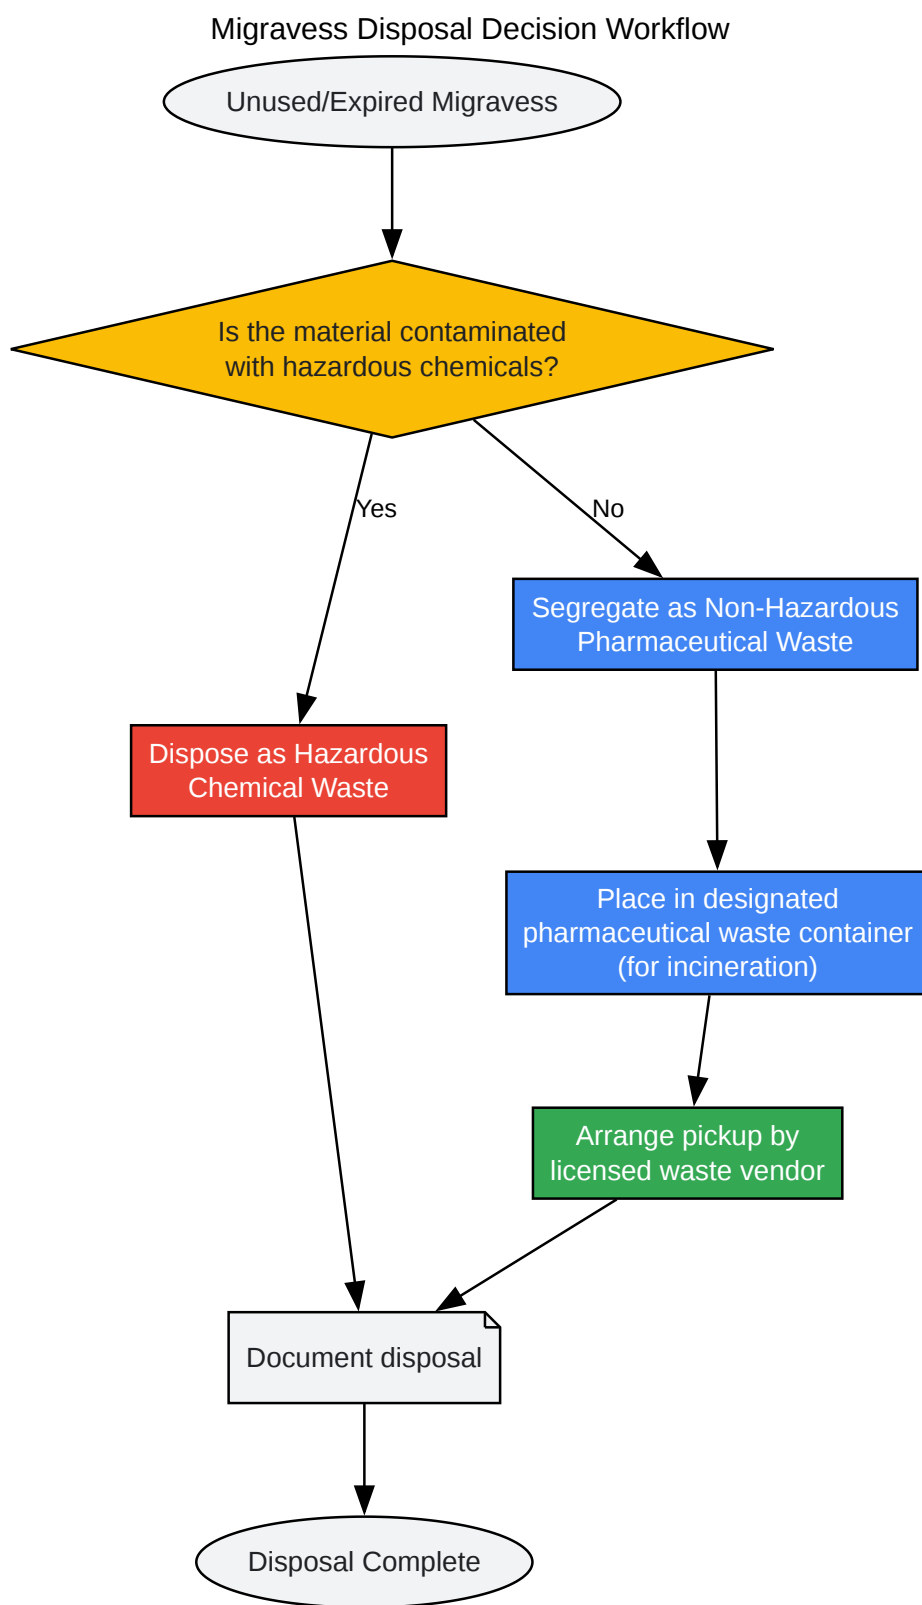 Migravess Disposal Decision Workflow
Unused/Expired Migravess
Is the material contaminated
with hazardous chemicals?
Yes
No
Segregate as Non-Hazardous
Pharmaceutical Waste
Dispose as Hazardous
Chemical Waste
Place in designated
pharmaceutical waste container
(for incineration)
Arrange pickup by
licensed waste vendor
Document disposal
Disposal Complete